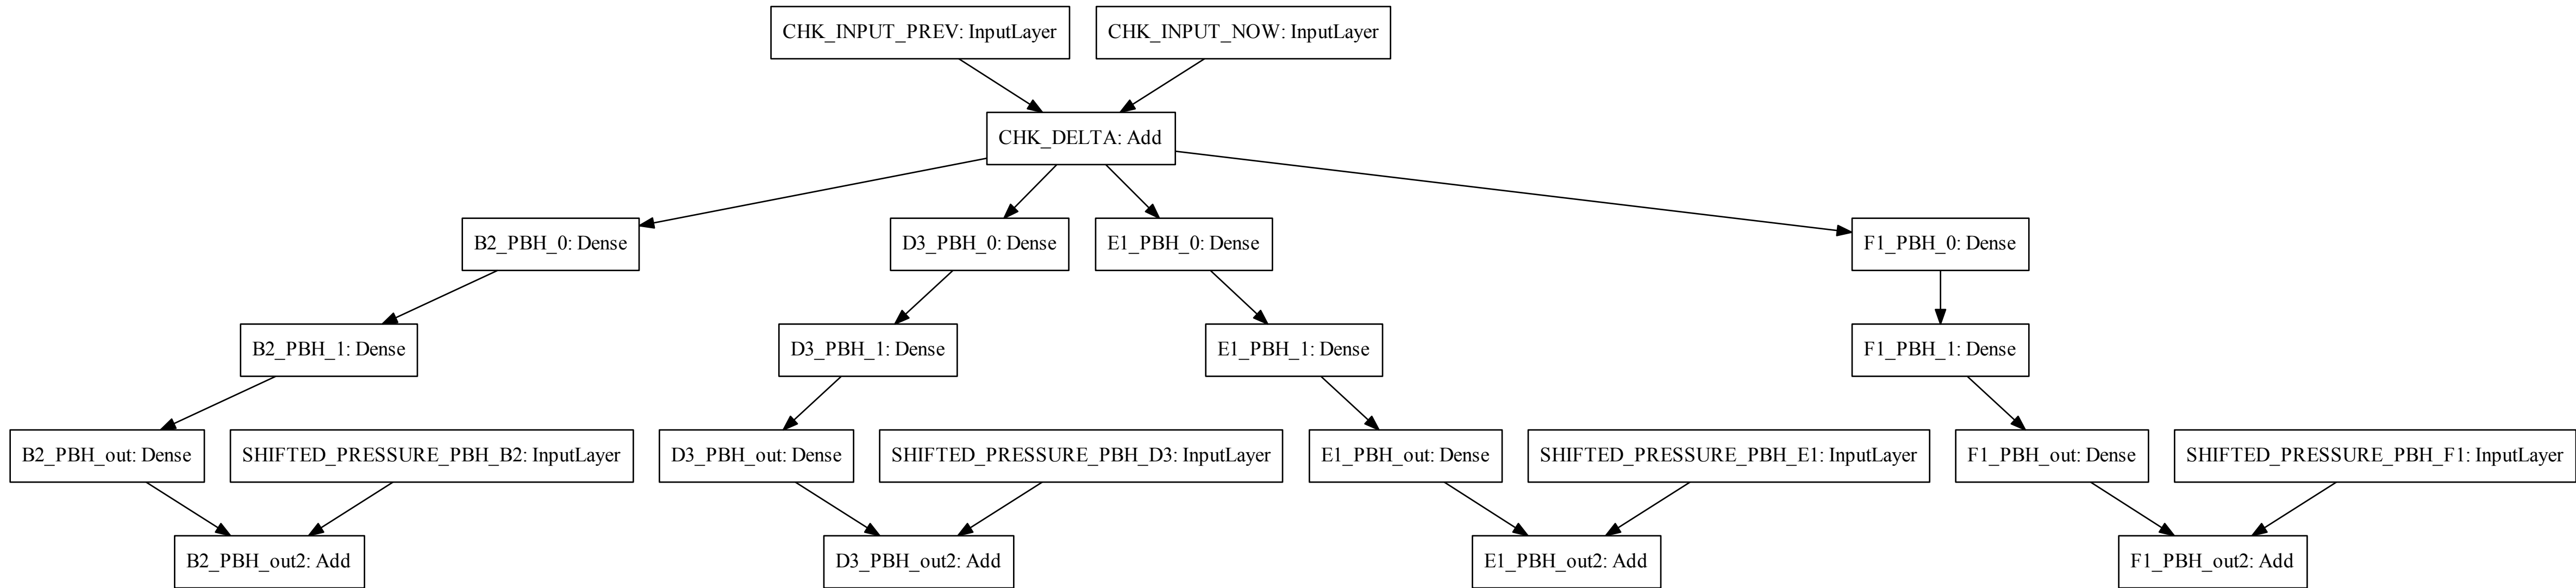 CHK_INPUT_PREV: InputLayer
CHK_INPUT_NOW: InputLayer
CHK_DELTA: Add
B2_PBH_0: Dense
D3_PBH_0: Dense
E1_PBH_0: Dense
F1_PBH_0: Dense
B2_PBH_1: Dense
D3_PBH_1: Dense
E1_PBH_1: Dense
F1_PBH_1: Dense
B2_PBH_out: Dense
SHIFTED_PRESSURE_PBH_B2: InputLayer
D3_PBH_out: Dense
SHIFTED_PRESSURE_PBH_D3: InputLayer
E1_PBH_out: Dense
SHIFTED_PRESSURE_PBH_E1: InputLayer
F1_PBH_out: Dense
SHIFTED_PRESSURE_PBH_F1: InputLayer
B2_PBH_out2: Add
D3_PBH_out2: Add
E1_PBH_out2: Add
F1_PBH_out2: Add